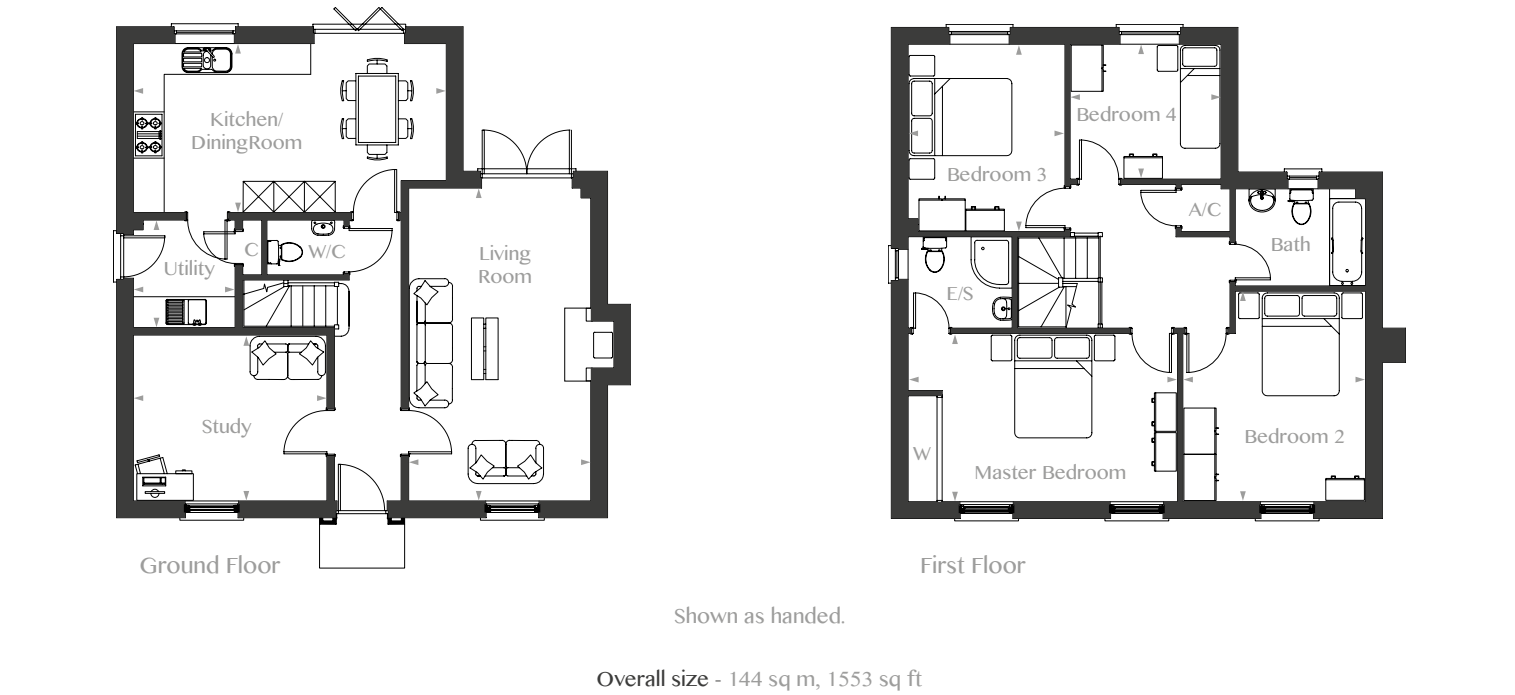 Kitchen/
DiningRoom
Utility
C
W/C
Living
Room
Study
Ground Floor
Bedroom 3
Bedroom 4
A/C
Bath
E/S
W
Master Bedroom
Bedroom 2
First Floor
Shown as handed.
Overall size - 144 sq m, 1553 sq ft